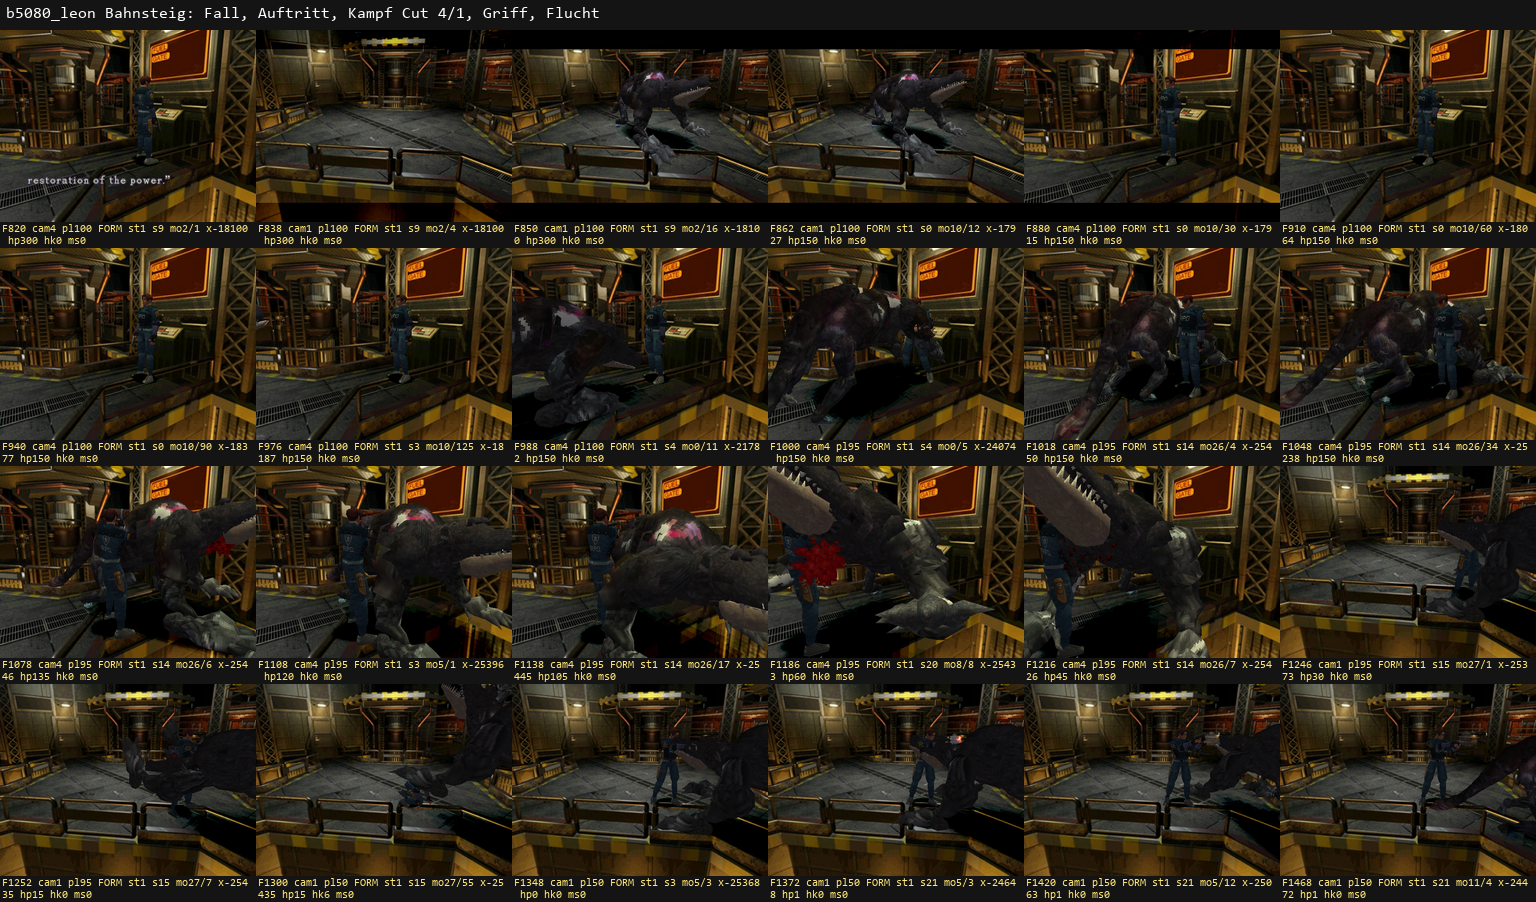 b5080_leon Bahnsteig: Fall, Auftritt, Kampf Cut 4/1, Griff, Flucht
FUEL GATE
restoration of the power."
F820 cam4 pl100 FORM st1 s9 mo2/1 x-18100
hp300 hk0 ms0
F838 cam1 pl100 FORM st1 s9 mo2/4 x-18100
hp300 hk0 ms0
F850 cam1 pl100 FORM st1 s9 mo2/16 x-1810
0 hp300 hk0 ms0
F862 cam1 pl100 FORM st1 s0 mo10/12 x-179
27 hp150 hk0 ms0
F880 cam4 pl100 FORM st1 s0 mo10/30 x-179
15 hp150 hk0 ms0
F910 cam4 pl100 FORM st1 s0 mo10/60 x-180
64 hp150 hk0 ms0
F940 cam4 pl100 FORM st1 s0 mo10/90 x-183
77 hp150 hk0 ms0
F976 cam4 pl100 FORM st1 s3 mo10/125 x-18
187 hp150 hk0 ms0
F988 cam4 pl100 FORM st1 s4 mo0/11 x-2178
2 hp150 hk0 ms0
F1000 cam4 pl95 FORM st1 s4 mo0/5 x-24074
hp150 hk0 ms0
F1018 cam4 pl95 FORM st1 s14 mo26/4 x-254
50 hp150 hk0 ms0
F1048 cam4 pl95 FORM st1 s14 mo26/34 x-25
238 hp150 hk0 ms0
F1078 cam4 pl95 FORM st1 s14 mo26/6 x-254
46 hp135 hk0 ms0
F1108 cam4 pl95 FORM st1 s3 mo5/1 x-25396
hp120 hk0 ms0
F1138 cam4 pl95 FORM st1 s14 mo26/17 x-25
445 hp105 hk0 ms0
F1186 cam4 pl95 FORM st1 s20 mo8/8 x-2543
3 hp60 hk0 ms0
F1216 cam4 pl95 FORM st1 s14 mo26/7 x-254
26 hp45 hk0 ms0
F1246 cam1 pl95 FORM st1 s15 mo27/1 x-253
73 hp30 hk0 ms0
F1252 cam1 pl95 FORM st1 s15 mo27/7 x-254
35 hp15 hk0 ms0
F1300 cam1 pl50 FORM st1 s15 mo27/55 x-25
435 hp15 hk6 ms0
F1348 cam1 pl50 FORM st1 s3 mo5/3 x-25368
hp0 hk0 ms0
F1372 cam1 pl50 FORM st1 s21 mo5/3 x-2464
8 hp1 hk0 ms0
F1420 cam1 pl50 FORM st1 s21 mo5/12 x-250
63 hp1 hk0 ms0
F1468 cam1 pl50 FORM st1 s21 mo11/4 x-244
72 hp1 hk0 ms0